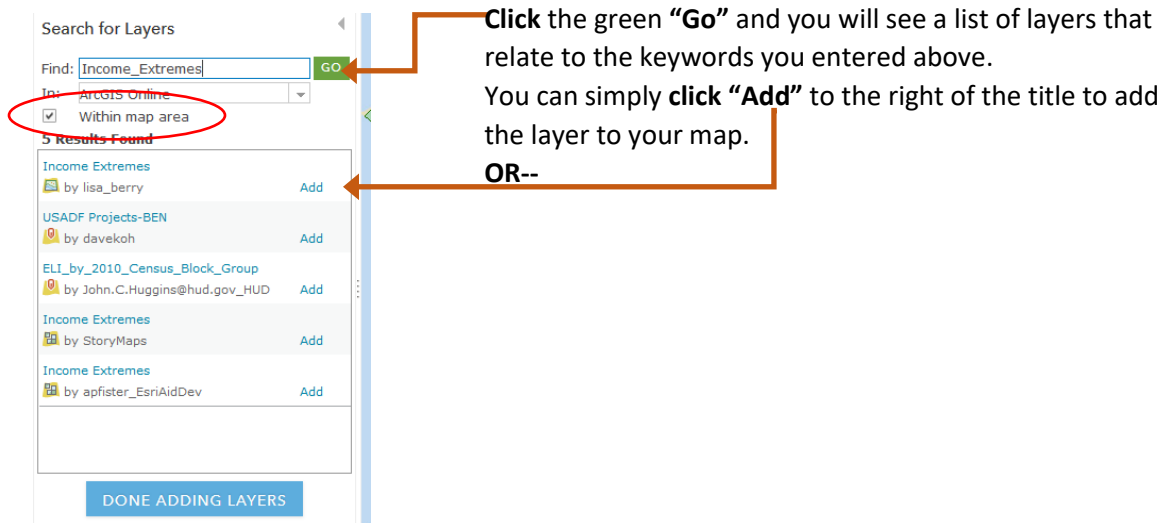 Search for Layers
Find: Income_Extremes GO
In: ArcGIS Online
Within map area
5 Results Found
Income Extremes
by lisa_berry Add
USADF Projects-BEN
by davekoh Add
ELI_by_2010_Census_Block_Group
by John.C.Huggins@hud.gov_HUD Add
Income Extremes
by StoryMaps Add
Income Extremes
by apfister_EsriAidDev Add
DONE ADDING LAYERS
Click the green “Go” and you will see a list of layers that
relate to the keywords you entered above.
You can simply click “Add” to the right of the title to add
the layer to your map.
OR--